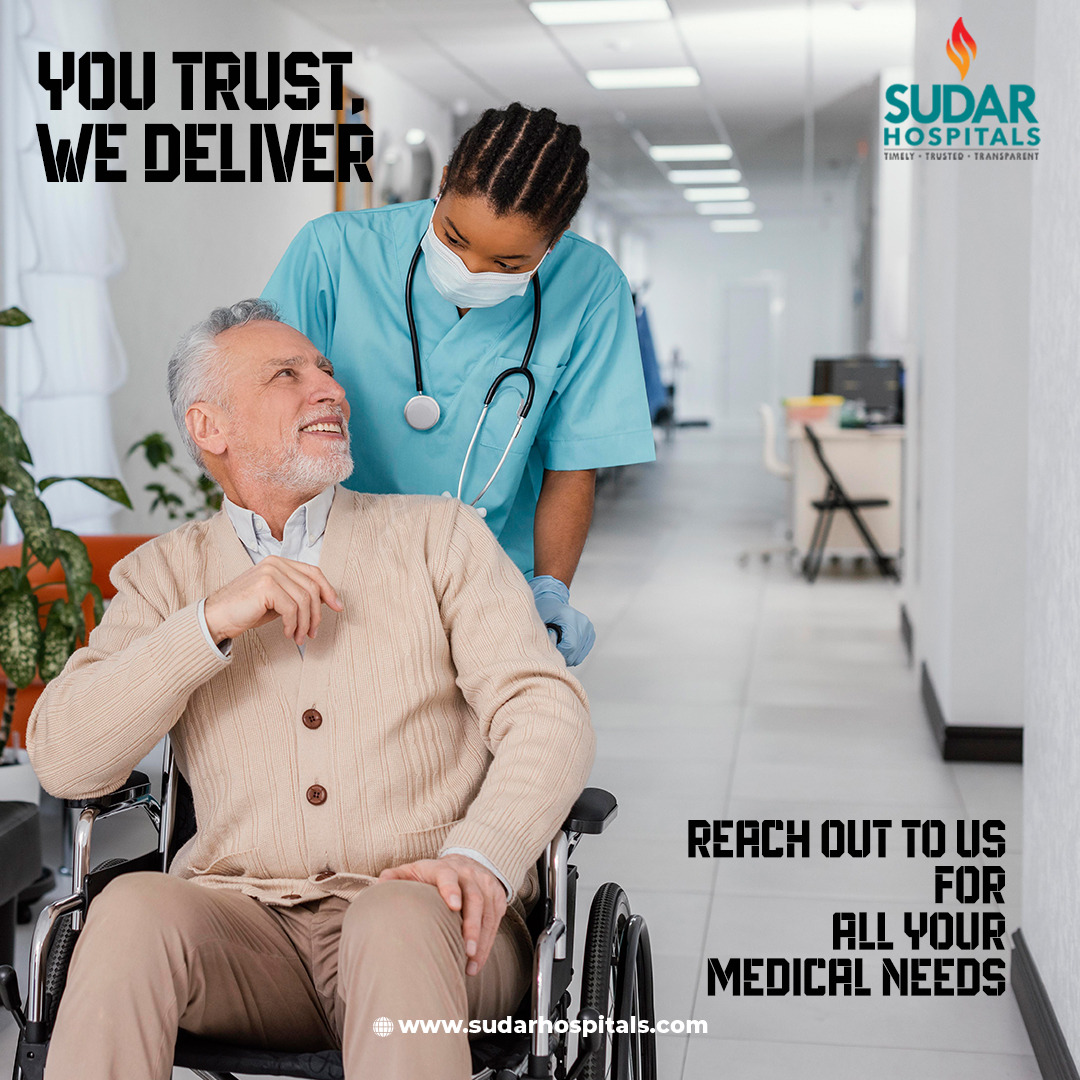 YOU TRUST,
WE DELIVER
SUDAR
HOSPITALS
TIMELY • TRUSTED • TRANSPARENT
REACH OUT TO US
FOR
ALL YOUR
MEDICAL NEEDS
www.sudarhospitals.com